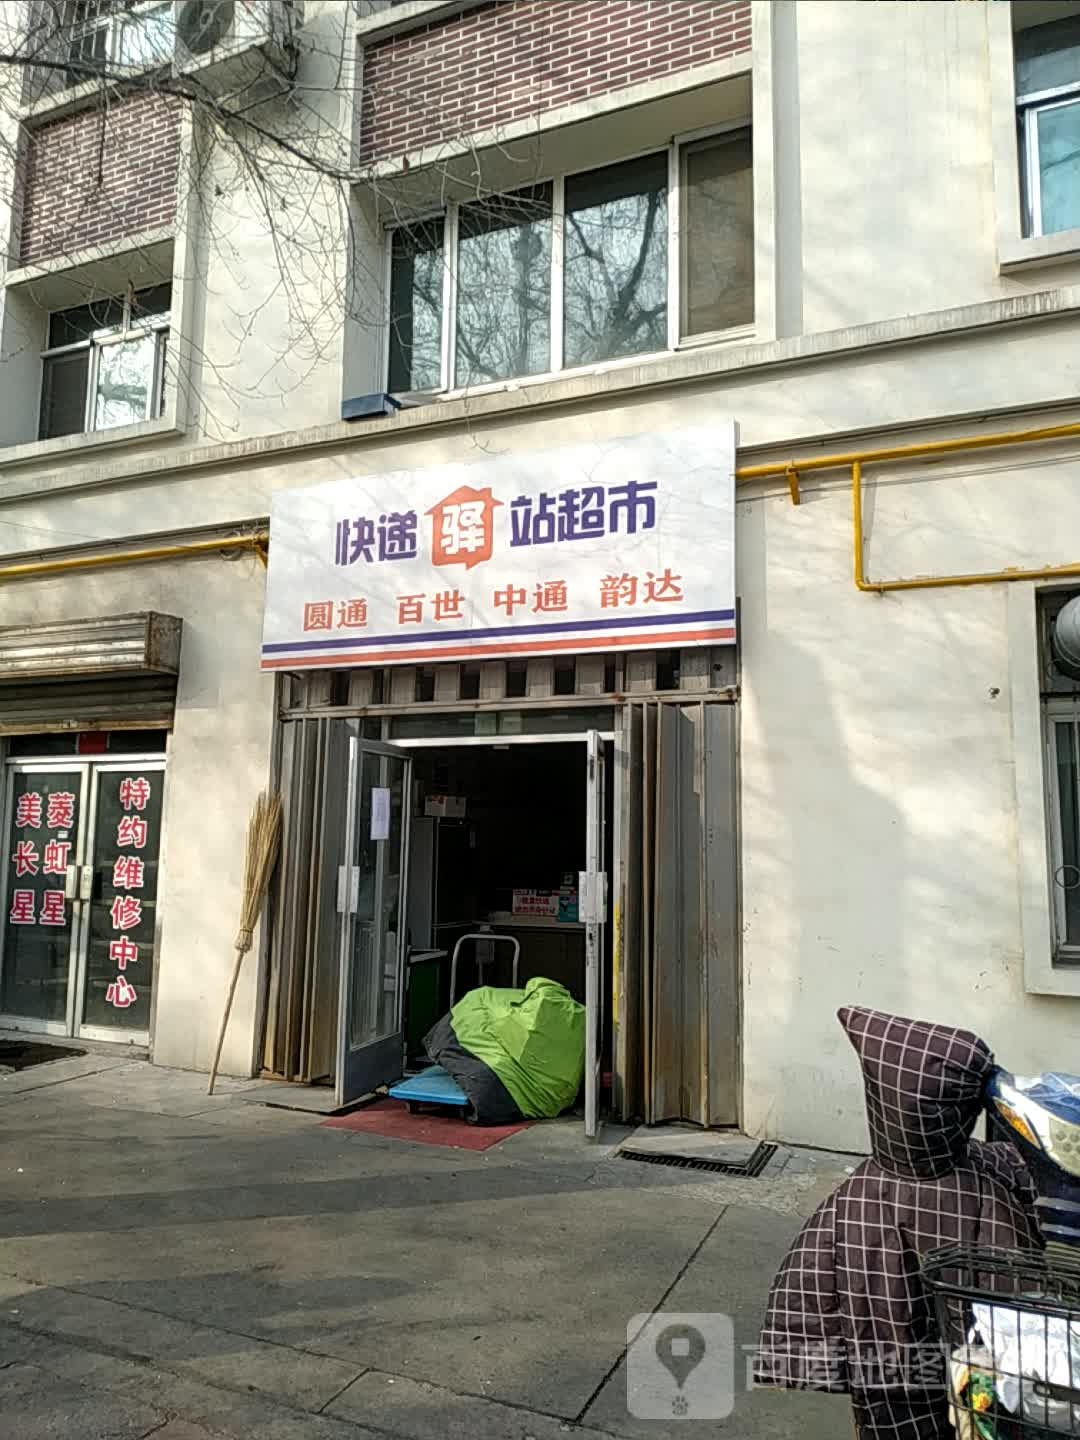 快递驿站超市
圆通 百世 中通 韵达
美菱
长虹
星星
特约维修中心
百度地图